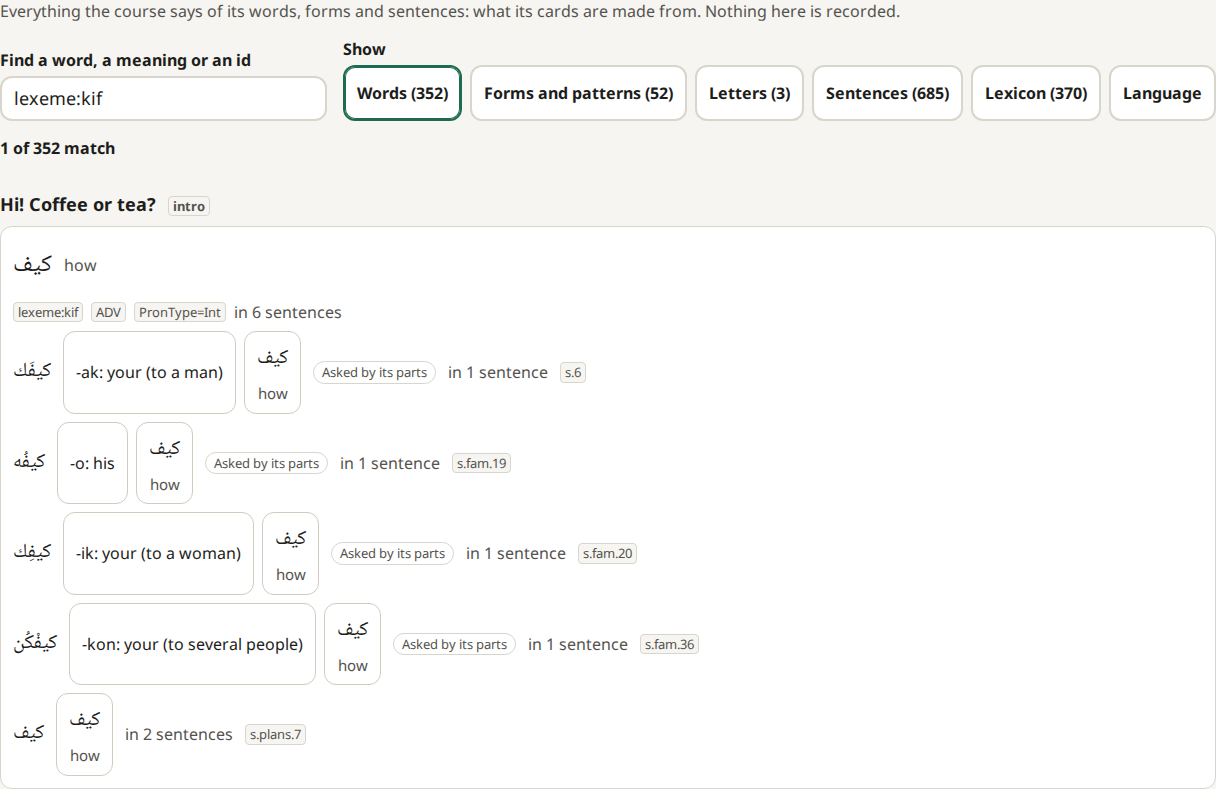 Everything the course says of its words, forms and sentences: what its cards are made from. Nothing here is recorded.
Find a word, a meaning or an id
lexeme:kif
Show
Words (352) Forms and patterns (52) Letters (3) Sentences (685) Lexicon (370) Language
1 of 352 match
Hi! Coffee or tea? intro
كيف how
lexeme:kif ADV PronType=Int in 6 sentences
كيفَك -ak: your (to a man) كيف how Asked by its parts in 1 sentence s.6
كيفُه -o: his كيف how Asked by its parts in 1 sentence s.fam.19
كيفِك -ik: your (to a woman) كيف how Asked by its parts in 1 sentence s.fam.20
كيفْكُن -kon: your (to several people) كيف how Asked by its parts in 1 sentence s.fam.36
كيف كيف how in 2 sentences s.plans.7